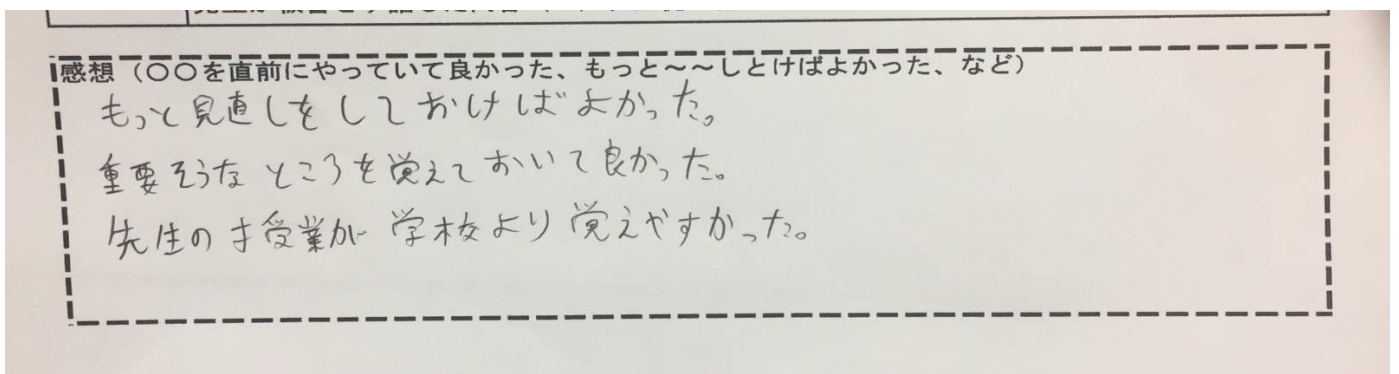 感想（○○を直前にやっていて良かった、もっと～～しとけばよかった、など）
もっと見直しをしておけばよかった。
重要そうなところを覚えておいて良かった。
先生の授業が学校より覚えやすかった。